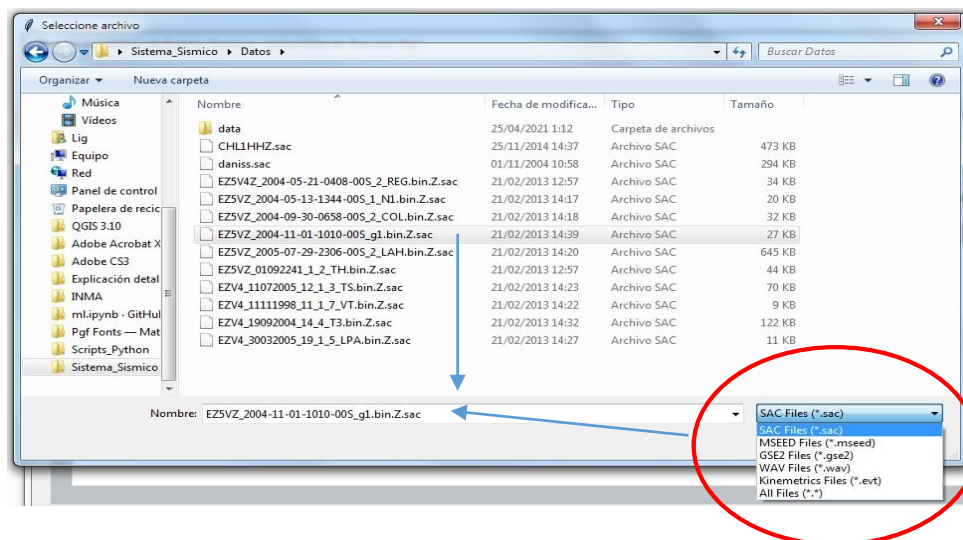 Seleccione archivo
Sistema_Sismico Datos Buscar Datos
Organizar Nueva carpeta
Música
Vídeos
Lig
Equipo
Red
Panel de control
Papelera de recic
QGIS 3.10
Adobe Acrobat X
Adobe CS3
Explicación detal
INMA
ml.ipynb - GitHul
Pgf Fonts — Mat
Scripts_Python
Sistema_Sismico
Nombre Fecha de modifica... Tipo Tamaño
data 25/04/2021 1:12 Carpeta de archivos
CHL1HHZ.sac 25/11/2014 14:37 Archivo SAC 473 KB
daniss.sac 01/11/2004 10:58 Archivo SAC 294 KB
EZ5V4Z_2004-05-21-0408-00S_2_REG.bin.Z.sac 21/02/2013 12:57 Archivo SAC 34 KB
EZ5VZ_2004-05-13-1344-00S_1_N1.bin.Z.sac 21/02/2013 14:17 Archivo SAC 20 KB
EZ5VZ_2004-09-30-0658-00S_2_COL.bin.Z.sac 21/02/2013 14:18 Archivo SAC 32 KB
EZ5VZ_2004-11-01-1010-00S_g1.bin.Z.sac 21/02/2013 14:39 Archivo SAC 27 KB
EZ5VZ_2005-07-29-2306-00S_2_LAH.bin.Z.sac 21/02/2013 14:20 Archivo SAC 645 KB
EZ5VZ_01092241_1_2_TH.bin.Z.sac 21/02/2013 12:57 Archivo SAC 44 KB
EZV4_11072005_12_1_3_TS.bin.Z.sac 21/02/2013 14:23 Archivo SAC 70 KB
EZV4_11111998_11_1_7_VT.bin.Z.sac 21/02/2013 14:22 Archivo SAC 9 KB
EZV4_19092004_14_4_T3.bin.Z.sac 21/02/2013 14:32 Archivo SAC 122 KB
EZV4_30032005_19_1_5_LPA.bin.Z.sac 21/02/2013 14:27 Archivo SAC 11 KB
Nombre: EZ5VZ_2004-11-01-1010-00S_g1.bin.Z.sac SAC Files (*.sac)
SAC Files (*.sac)
MSEED Files (*.mseed)
GSE2 Files (*.gse2)
WAV Files (*.wav)
Kinemetrics Files (*.evt)
All Files (*.*)